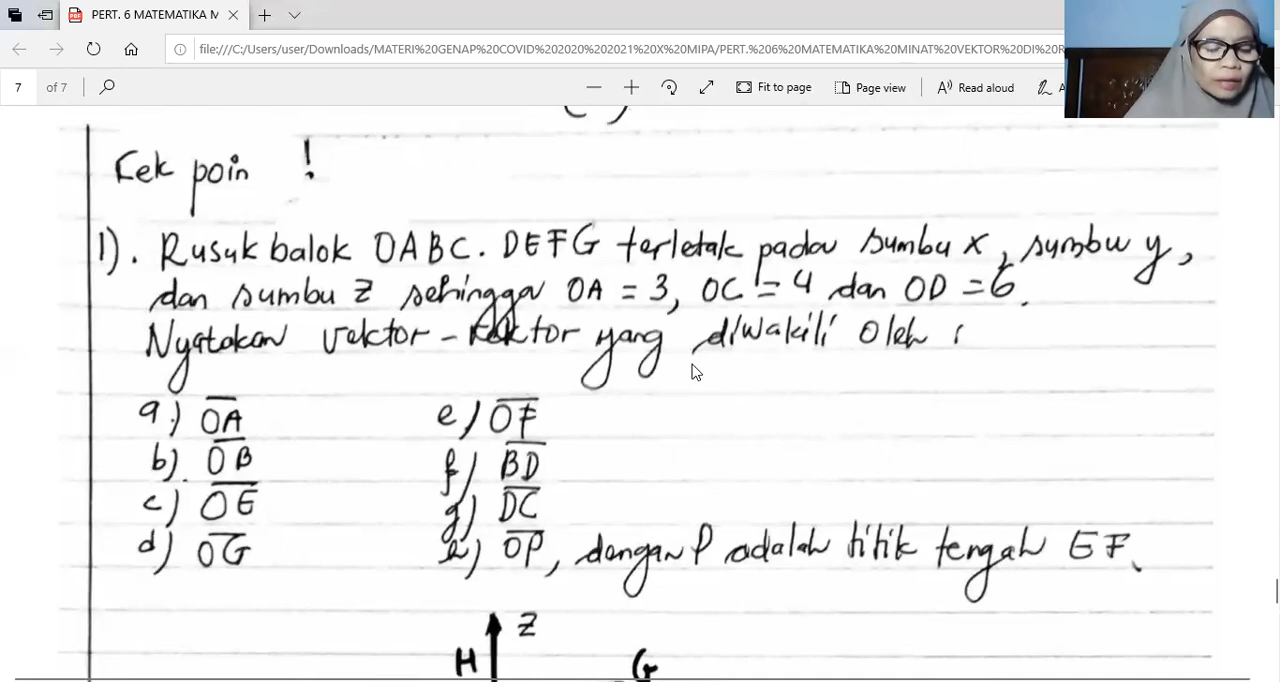 PERT. 6 MATEMATIKA M
file:///C:/Users/user/Downloads/MATERI%20GENAP%20COVID%202020%202021%20X%20MIPA/PERT.%206%20MATEMATIKA%20MINAT%20VEKTOR%20DI%20R
7 of 7 Fit to page Page view Read aloud
Cek poin !
1). Rusuk balok OABC. DEFG terletak pada sumbu x, sumbu y,
dan sumbu z sehingga OA = 3, OC = 4 dan OD = 6.
Nyatakan vektor - vektor yang diwakili oleh :
a.) OA e) OF
b). OB f) BD
c) OE g) DC
d) OG h) OP, dengan P adalah titik tengah EF.
Z
H G